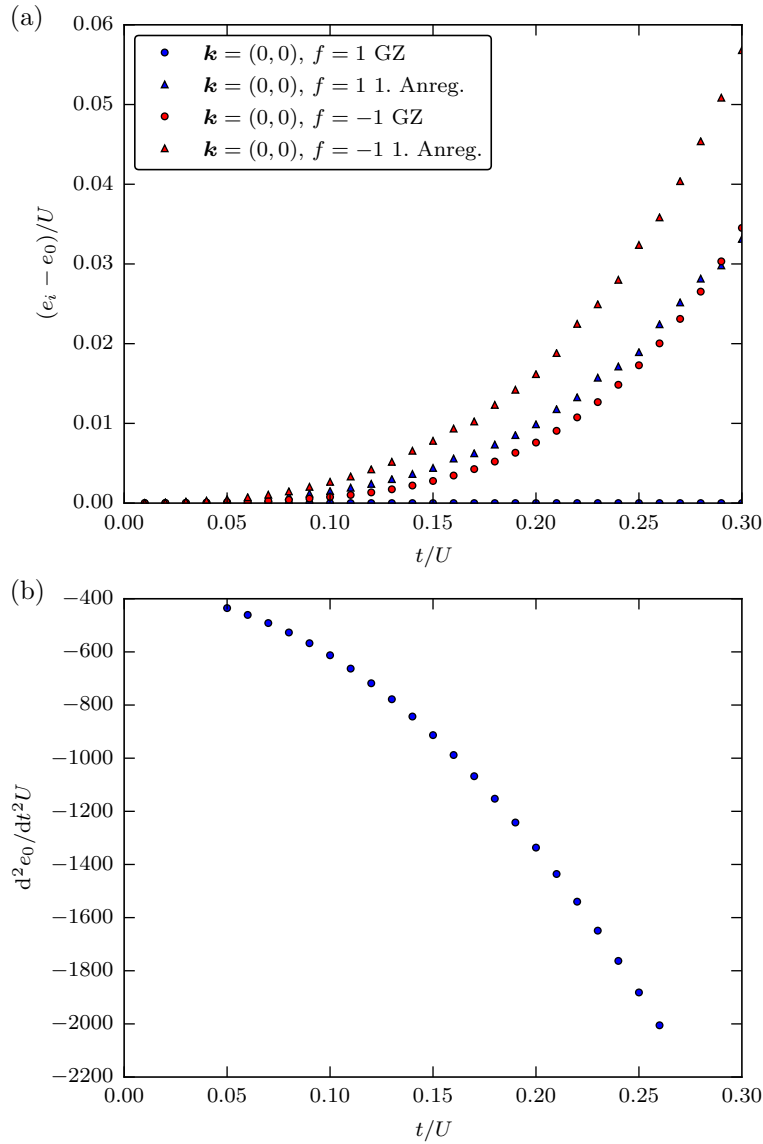 (a)
0.06
0.05
0.04
0.03
0.02
0.01
0.00
(e_i − e_0)/U
k = (0, 0), f = 1 GZ
k = (0, 0), f = 1 1. Anreg.
k = (0, 0), f = −1 GZ
k = (0, 0), f = −1 1. Anreg.
0.00 0.05 0.10 0.15 0.20 0.25 0.30
t/U
(b)
−400
−600
−800
−1000
−1200
−1400
−1600
−1800
−2000
−2200
d²e_0/dt²U
0.00 0.05 0.10 0.15 0.20 0.25 0.30
t/U